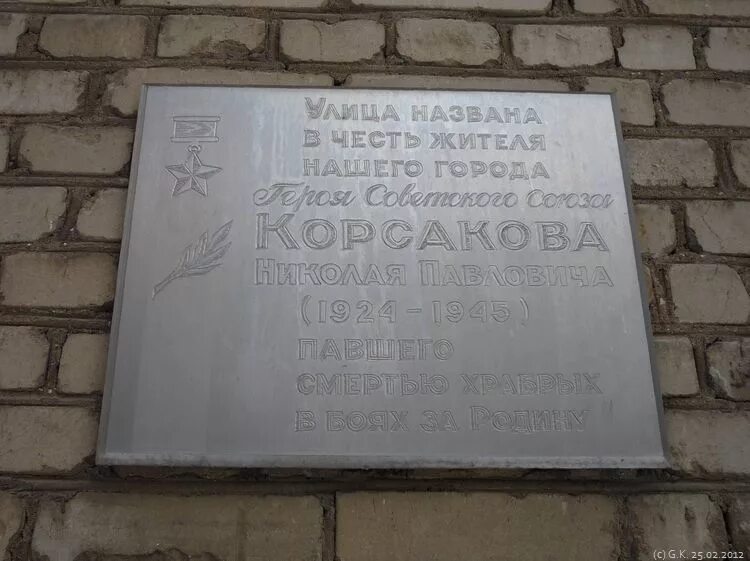 Улица названа
в честь жителя
нашего города
Героя Советского Союза
Корсакова
Николая Павловича
(1924-1945)
павшего
смертью храбрых
в боях за Родину
(c) G.K. 25.02.2012